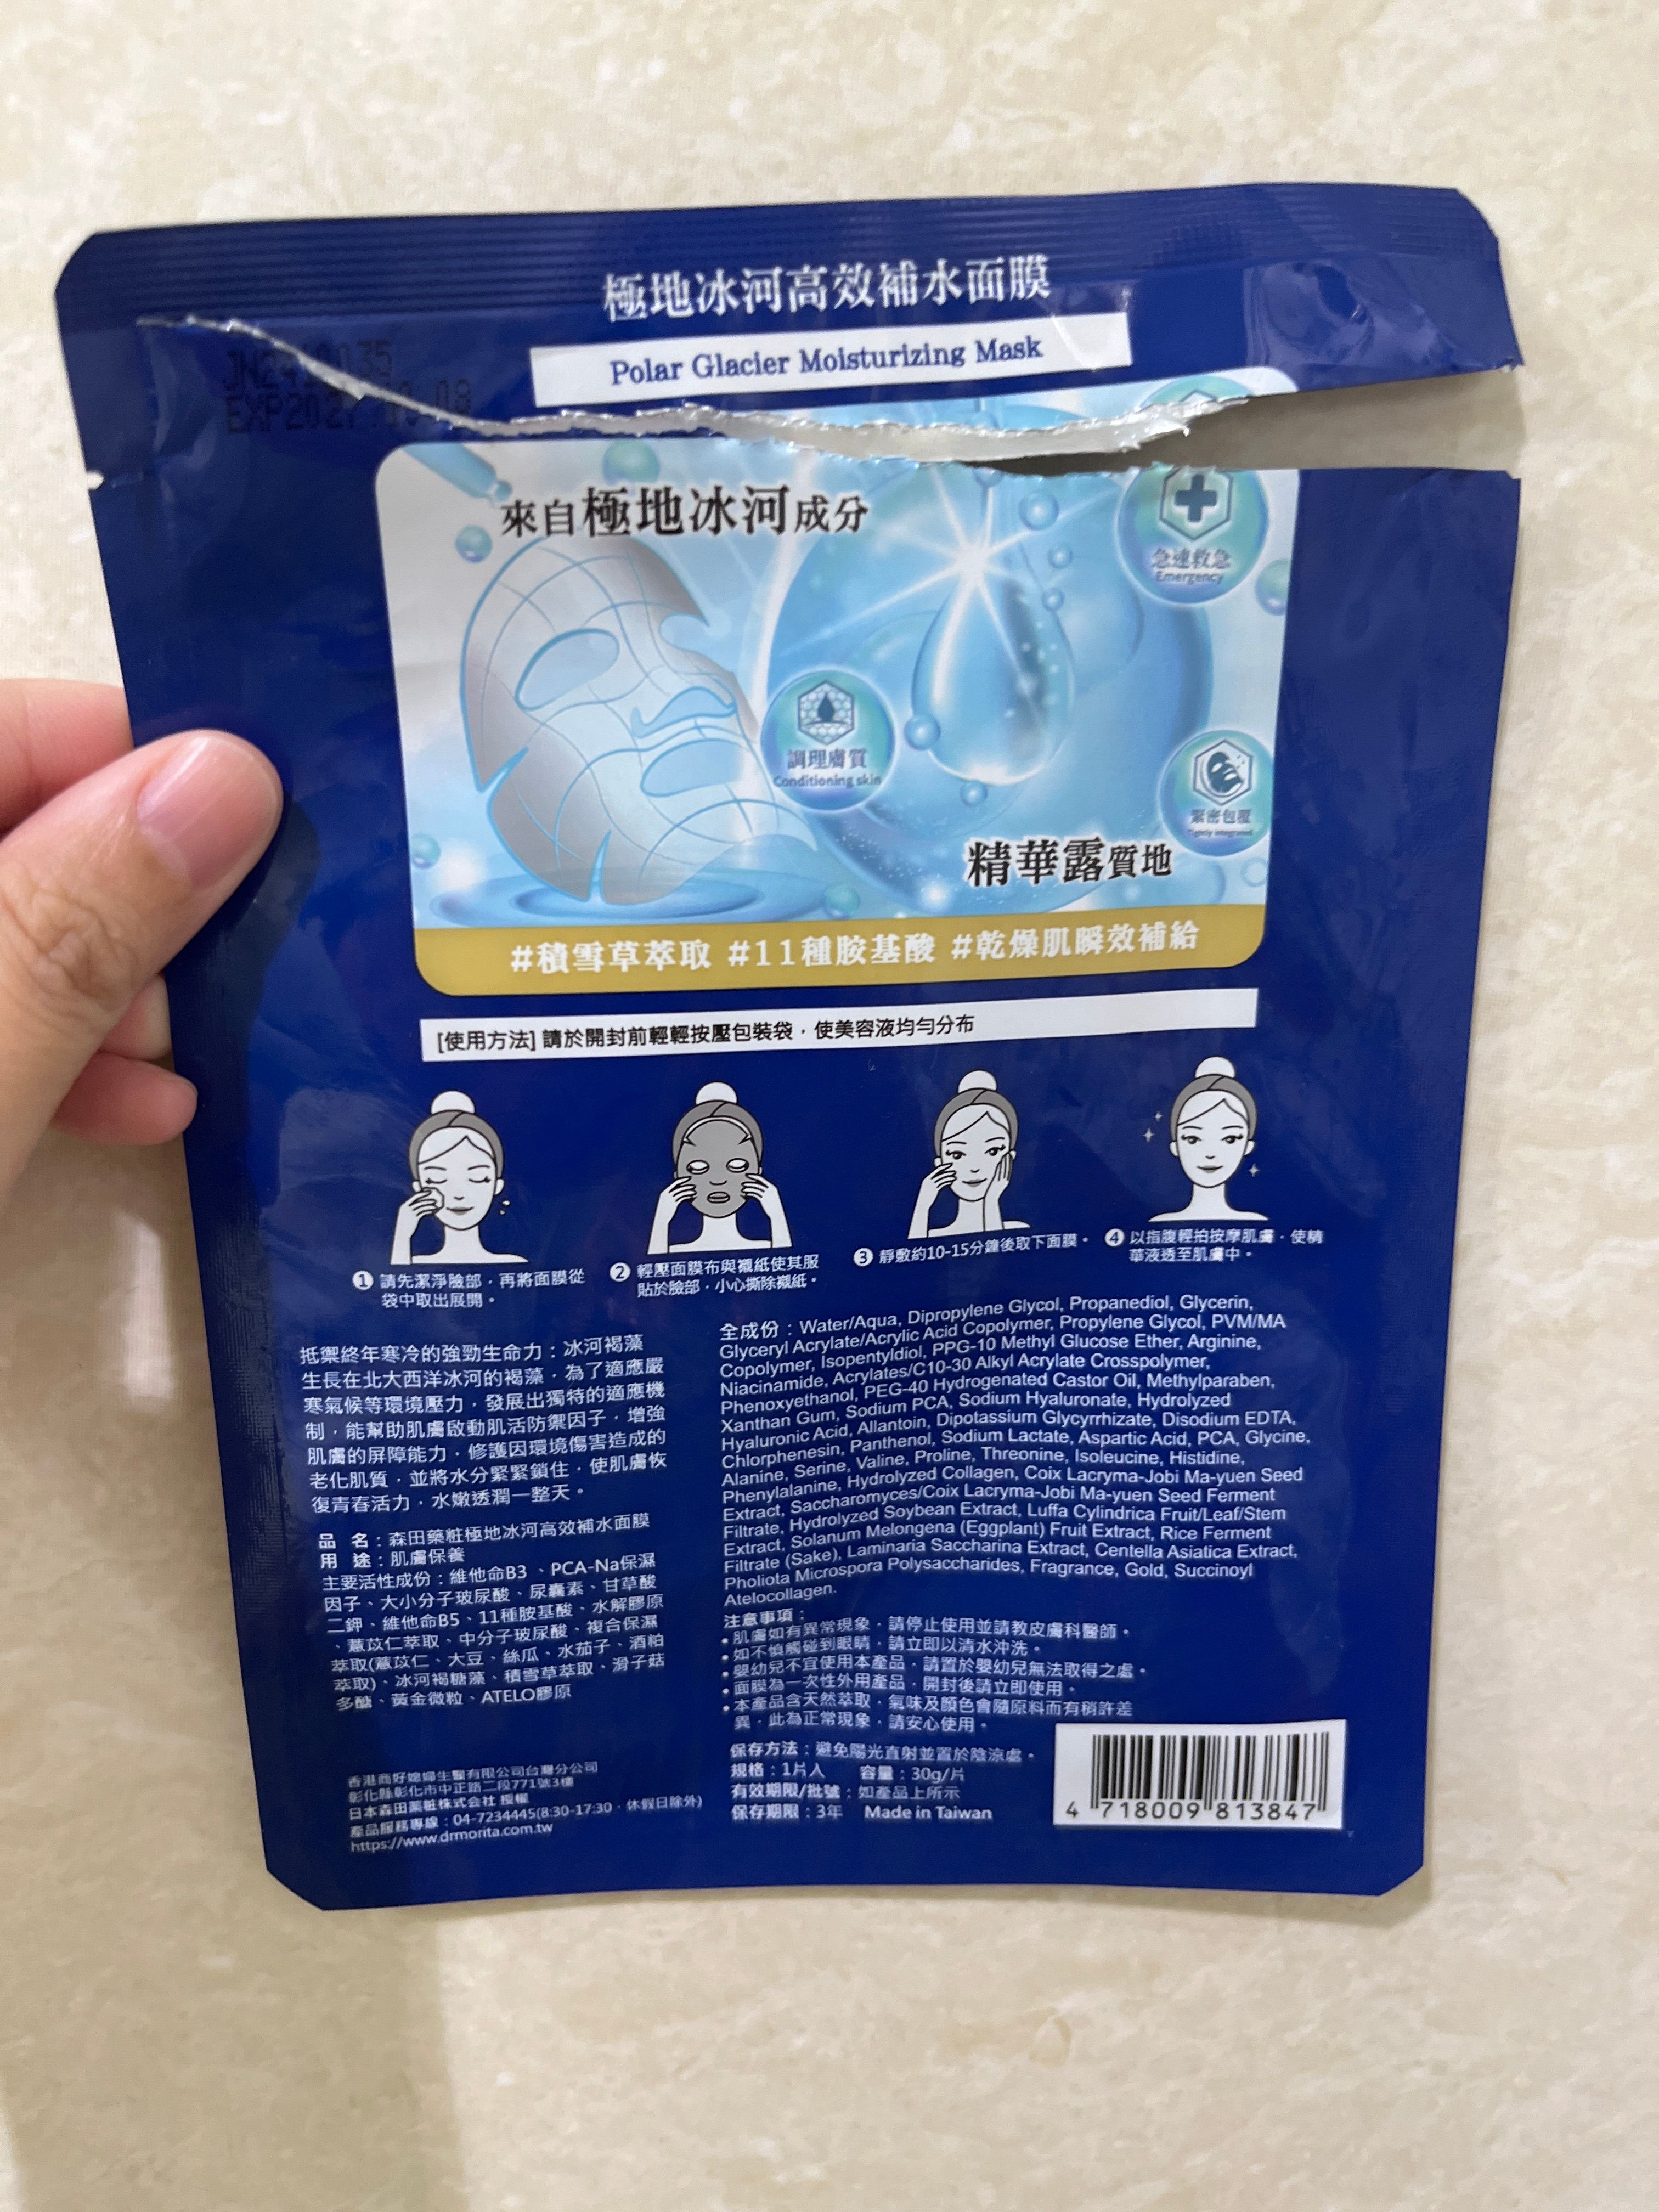 極地冰河高效補水面膜
Polar Glacier Moisturizing Mask
來自極地冰河成分
急速救急
Emergency
調理膚質
Conditioning skin
緊密包覆
Tightly integrated
精華露質地
#積雪草萃取 #11種胺基酸 #乾燥肌瞬效補給
[使用方法] 請於開封前輕輕按壓包裝袋，使美容液均勻分布
❶ 請先潔淨臉部，再將面膜從
袋中取出展開。
❷ 輕壓面膜布與襯紙使其服
貼於臉部，小心撕除襯紙。
❸ 靜敷約10-15分鐘後取下面膜。
❹ 以指腹輕拍按摩肌膚，使精
華液透至肌膚中。
抵禦終年寒冷的強勁生命力：冰河褐藻
生長在北大西洋冰河的褐藻，為了適應嚴
寒氣候等環境壓力，發展出獨特的適應機
制，能幫助肌膚啟動肌活防禦因子，增強
肌膚的屏障能力，修護因環境傷害造成的
老化肌質，並將水分緊緊鎖住，使肌膚恢
復青春活力，水嫩透潤一整天。
品 名：森田藥粧極地冰河高效補水面膜
用 途：肌膚保養
主要活性成份：維他命B3、PCA-Na保濕
因子、大小分子玻尿酸、尿囊素、甘草酸
二鉀、維他命B5、11種胺基酸、水解膠原
、薏苡仁萃取、中分子玻尿酸、複合保濕
萃取(薏苡仁、大豆、絲瓜、水茄子、酒粕
萃取)、冰河褐糖藻、積雪草萃取、滑子菇
多醣、黃金微粒、ATELO膠原
香港商好媳婦生醫有限公司台灣分公司
彰化縣彰化市中正路二段771號3樓
日本森田薬粧株式会社 授權
產品服務專線：04-7234445(8:30-17:30，休假日除外)
https://www.drmorita.com.tw
全成份：Water/Aqua, Dipropylene Glycol, Propanediol, Glycerin,
Glyceryl Acrylate/Acrylic Acid Copolymer, Propylene Glycol, PVM/MA
Copolymer, Isopentyldiol, PPG-10 Methyl Glucose Ether, Arginine,
Niacinamide, Acrylates/C10-30 Alkyl Acrylate Crosspolymer,
Phenoxyethanol, PEG-40 Hydrogenated Castor Oil, Methylparaben,
Xanthan Gum, Sodium PCA, Sodium Hyaluronate, Hydrolyzed
Hyaluronic Acid, Allantoin, Dipotassium Glycyrrhizate, Disodium EDTA,
Chlorphenesin, Panthenol, Sodium Lactate, Aspartic Acid, PCA, Glycine,
Alanine, Serine, Valine, Proline, Threonine, Isoleucine, Histidine,
Phenylalanine, Hydrolyzed Collagen, Coix Lacryma-Jobi Ma-yuen Seed
Extract, Saccharomyces/Coix Lacryma-Jobi Ma-yuen Seed Ferment
Filtrate, Hydrolyzed Soybean Extract, Luffa Cylindrica Fruit/Leaf/Stem
Extract, Solanum Melongena (Eggplant) Fruit Extract, Rice Ferment
Filtrate (Sake), Laminaria Saccharina Extract, Centella Asiatica Extract,
Pholiota Microspora Polysaccharides, Fragrance, Gold, Succinoyl
Atelocollagen.
注意事項：
• 肌膚如有異常現象，請停止使用並請教皮膚科醫師。
• 如不慎觸碰到眼睛，請立即以清水沖洗。
• 嬰幼兒不宜使用本產品，請置於嬰幼兒無法取得之處。
• 面膜為一次性外用產品，開封後請立即使用。
• 本產品含天然萃取，氣味及顏色會隨原料而有稍許差
異，此為正常現象，請安心使用。
保存方法：避免陽光直射並置於陰涼處。
規格：1片入 容量：30g/片
有效期限/批號：如產品上所示
保存期限：3年 Made in Taiwan
4 718009 813847